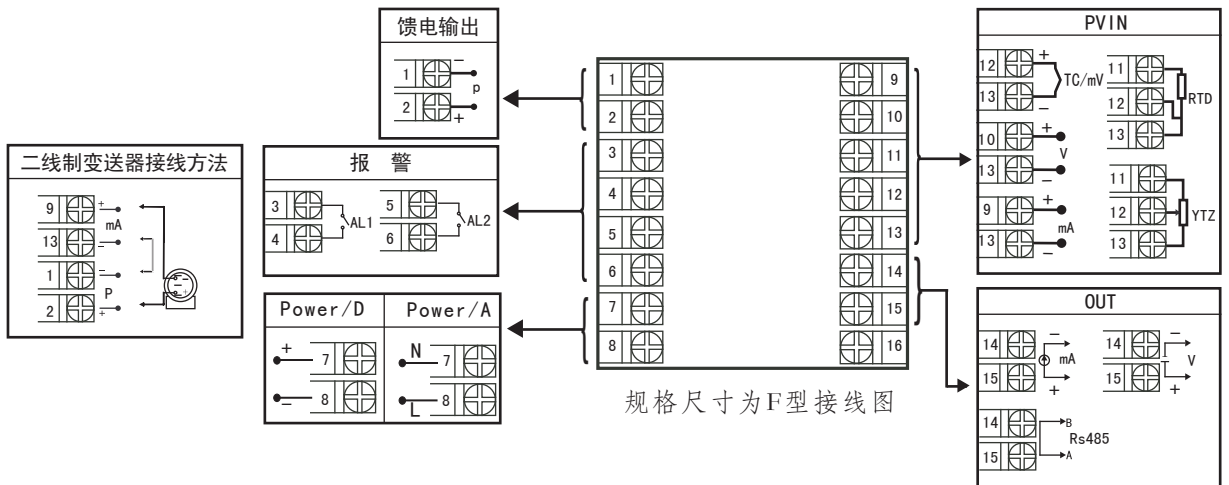 馈电输出
1
−
p
2
+
二线制变送器接线方法
9
+
mA
13
−
1
−
P
2
+
−
−
+
报 警
3
AL1
4
5
AL2
6
Power/D
+
7
−
8
Power/A
N
7
L
8
1
2
3
4
5
6
7
8
9
10
11
12
13
14
15
16
规格尺寸为F型接线图
PVIN
12
+
TC/mV
13
−
10
+
V
13
−
9
+
mA
13
−
11
12
RTD
13
11
12
YTZ
13
OUT
14
−
mA
15
+
14
−
V
15
+
14
B
Rs485
15
A